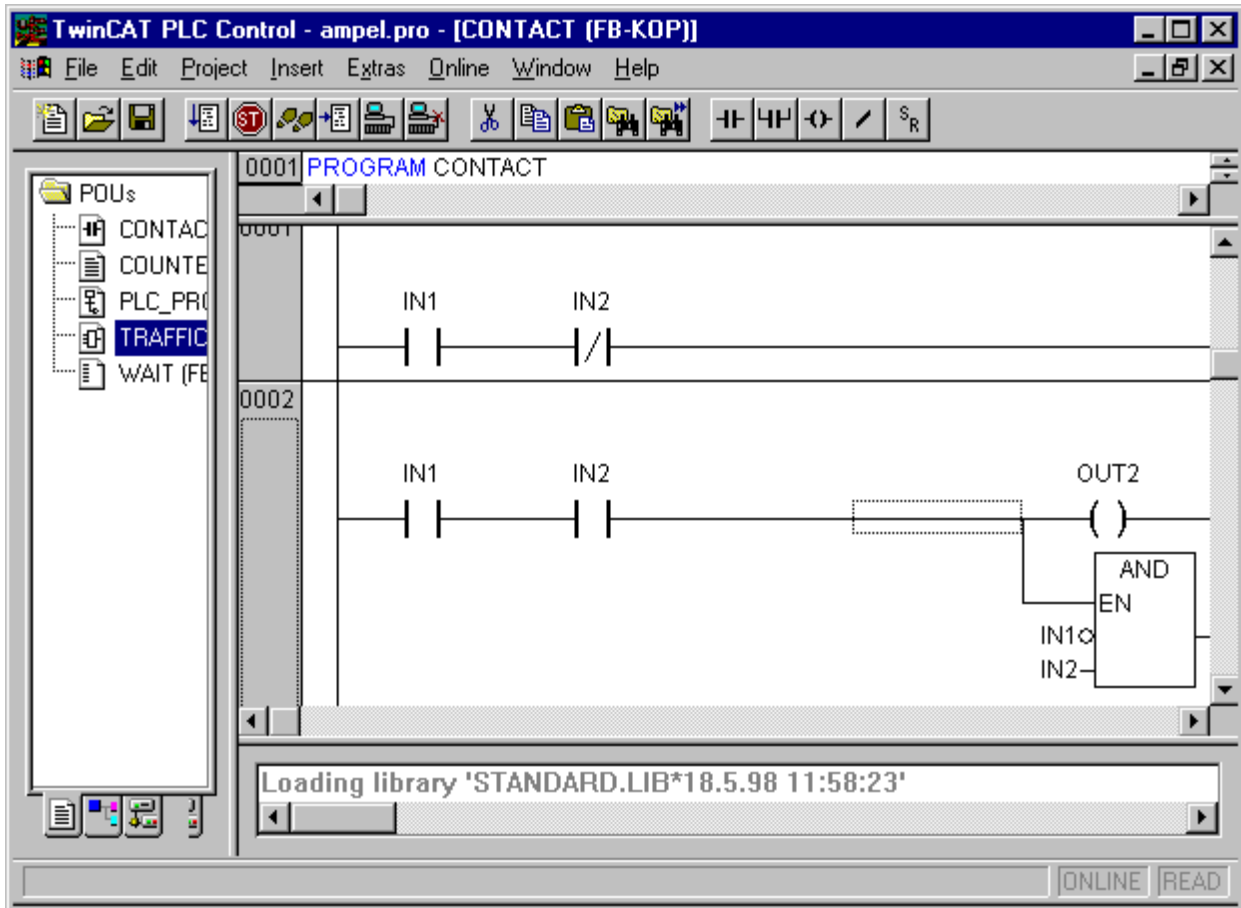 TwinCAT PLC Control - ampel.pro - [CONTACT (FB-KOP)]
File Edit Project Insert Extras Online Window Help
ST
S R
POUs
CONTAC
COUNTE
PLC_PR
TRAFFIC
WAIT (FE
0001 PROGRAM CONTACT
0001
IN1 IN2
0002
IN1 IN2 OUT2
AND
EN
IN1
IN2
Loading library 'STANDARD.LIB*18.5.98 11:58:23'
ONLINE READ